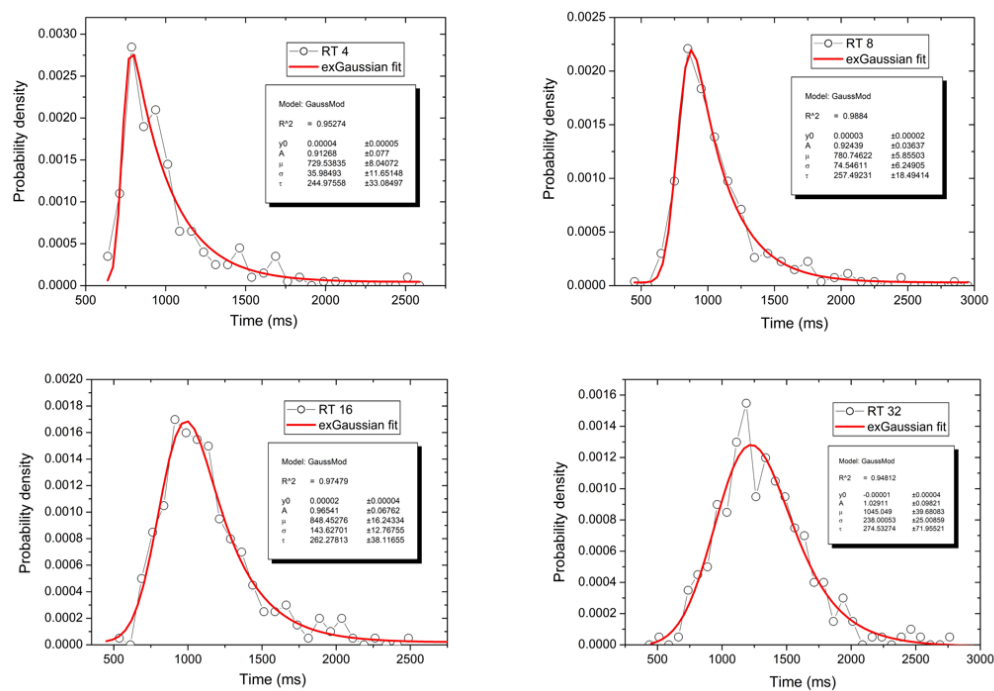 RT 4
exGaussian fit
Model: GaussMod
R^2 = 0.95274
y0 0.00004 ±0.00005
A 0.91268 ±0.077
μ 729.53835 ±8.04072
σ 35.98493 ±11.65148
τ 244.97558 ±33.08497
Probability density
0.0030
0.0025
0.0020
0.0015
0.0010
0.0005
0.0000
500 1000 1500 2000 2500
Time (ms)
RT 8
exGaussian fit
Model: GaussMod
R^2 = 0.9884
y0 0.00003 ±0.00002
A 0.92439 ±0.03637
μ 780.74622 ±5.85503
σ 74.54611 ±6.24905
τ 257.49231 ±18.49414
Probability density
0.0025
0.0020
0.0015
0.0010
0.0005
0.0000
500 1000 1500 2000 2500 3000
Time (ms)
RT 16
exGaussian fit
Model: GaussMod
R^2 = 0.97479
y0 0.00002 ±0.00004
A 0.96541 ±0.06762
μ 848.45276 ±16.24334
σ 143.62701 ±12.76755
τ 262.27813 ±38.11655
Probability density
0.0020
0.0018
0.0016
0.0014
0.0012
0.0010
0.0008
0.0006
0.0004
0.0002
0.0000
500 1000 1500 2000 2500
Time (ms)
RT 32
exGaussian fit
Model: GaussMod
R^2 = 0.94812
y0 -0.00001 ±0.00004
A 1.02911 ±0.09821
μ 1045.049 ±39.68083
σ 238.00053 ±25.00859
τ 274.53274 ±71.95521
Probability density
0.0016
0.0014
0.0012
0.0010
0.0008
0.0006
0.0004
0.0002
0.0000
500 1000 1500 2000 2500 3000
Time (ms)